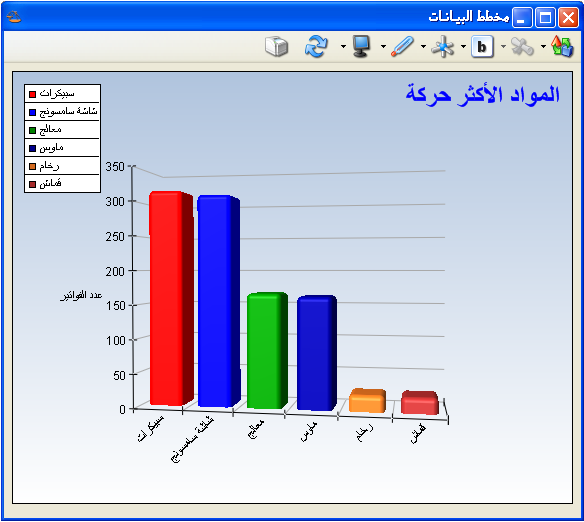 مخطط البيانات
b
المواد الأكثر حركة
سبيكرات
شاشة سامسونج
معالج
ماوس
رخام
قماش
350
300
250
200
150
100
50
0
عدد الفواتير
سبيكرات
شاشة سامسونج
معالج
ماوس
رخام
قماش